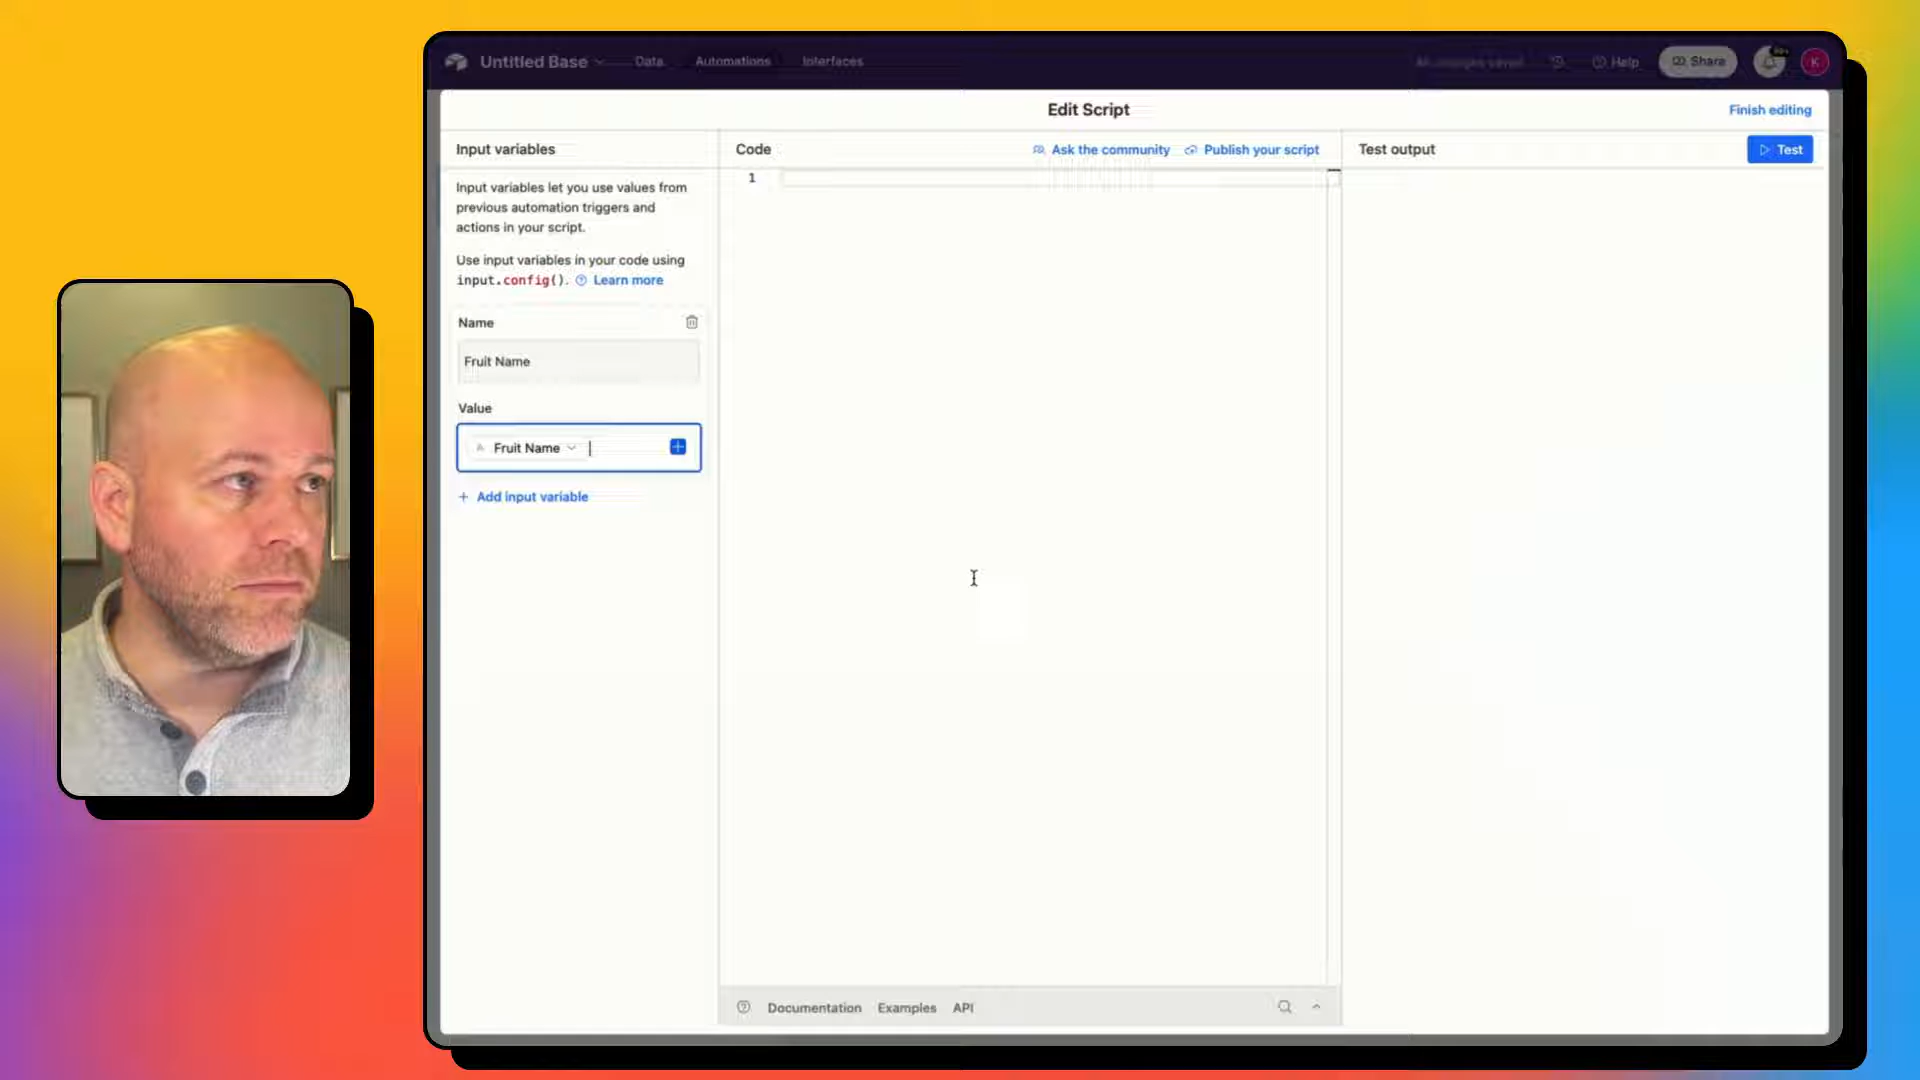 Untitled Base
Data
Automations
Interfaces
Help
Share
K
Edit Script
Finish editing
Input variables
Code
Ask the community
Publish your script
Test output
Test
Input variables let you use values from
previous automation triggers and
actions in your script.
Use input variables in your code using
input.config(). Learn more
1
Name
Fruit Name
Value
A Fruit Name
+ Add input variable
Documentation
Examples
API